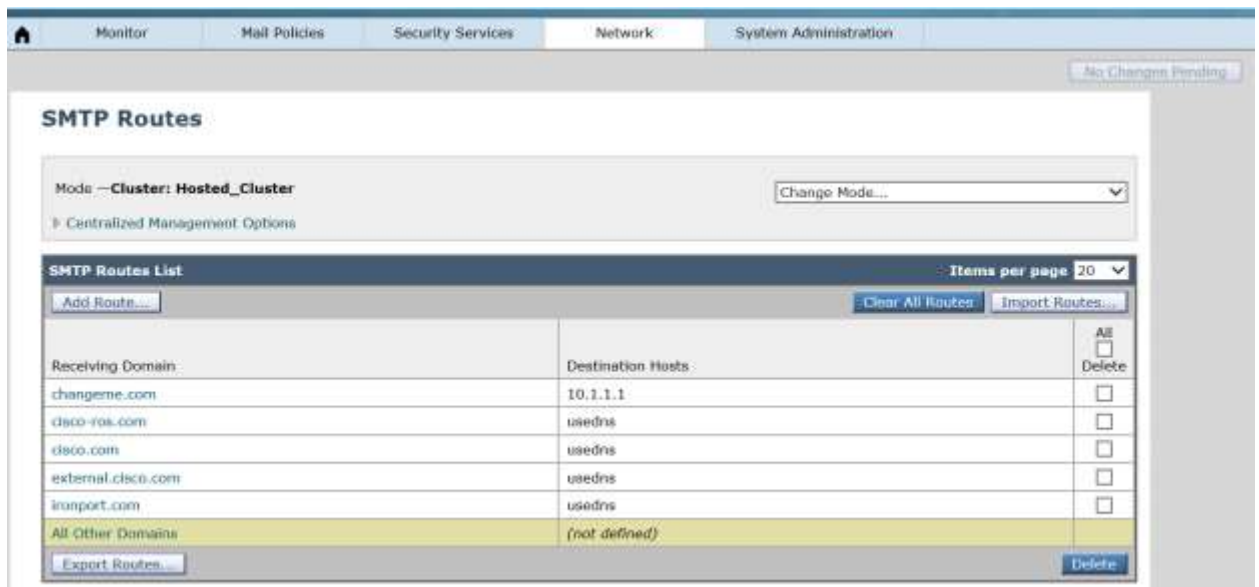 Monitor Mail Policies Security Services Network System Administration
No Changes Pending
SMTP Routes
Mode —Cluster: Hosted_Cluster
Change Mode...
Centralized Management Options
SMTP Routes List
Items per page 20
Add Route...
Clear All Routes
Import Routes...
Receiving Domain
Destination Hosts
All
Delete
changeme.com 10.1.1.1
cisco-ros.com usedns
cisco.com usedns
external.cisco.com usedns
ironport.com usedns
All Other Domains (not defined)
Export Routes...
Delete